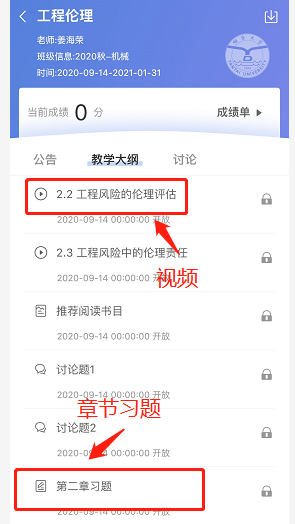 工程伦理
老师:姜海荣
班级信息:2020秋-机械
时间:2020-09-14-2021-01-31
当前成绩 0 分
成绩单
公告 教学大纲 讨论
2.2 工程风险的伦理评估
2020-09-14 00:00:00 开放
2.3 工程风险中的伦理责任
2020-09-14 00:00:00 开放
视频
推荐阅读书目
2020-09-14 00:00:00 开放
讨论题1
2020-09-14 00:00:00 开放
章节习题
讨论题2
2020-09-14 00:00:00 开放
第二章习题
2020-09-14 00:00:00 开放